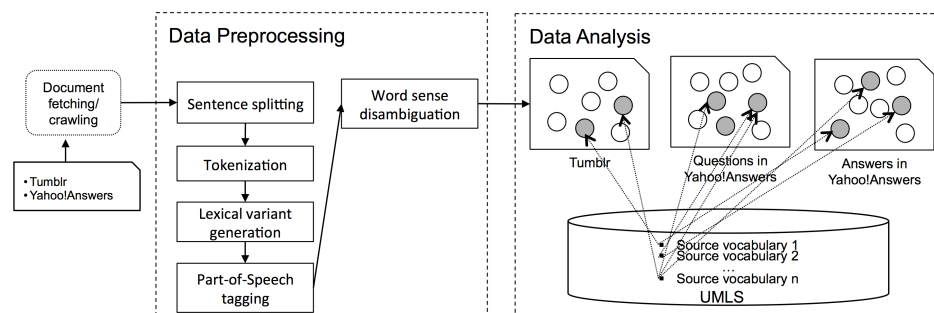 Document
fetching/
crawling
• Tumblr
• Yahoo!Answers
Data Preprocessing
Sentence splitting
Tokenization
Lexical variant
generation
Part-of-Speech
tagging
Word sense
disambiguation
Data Analysis
Tumblr
Questions in
Yahoo!Answers
Answers in
Yahoo!Answers
Source vocabulary 1
Source vocabulary 2
...
Source vocabulary n
UMLS